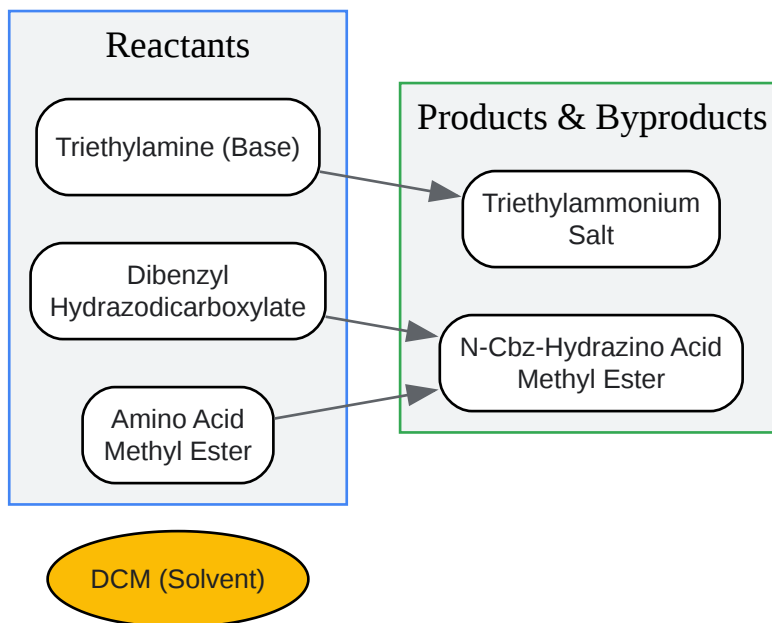 Reactants
Triethylamine (Base)
Dibenzyl
Hydrazodicarboxylate
Amino Acid
Methyl Ester
DCM (Solvent)
Products & Byproducts
Triethylammonium
Salt
N-Cbz-Hydrazino Acid
Methyl Ester